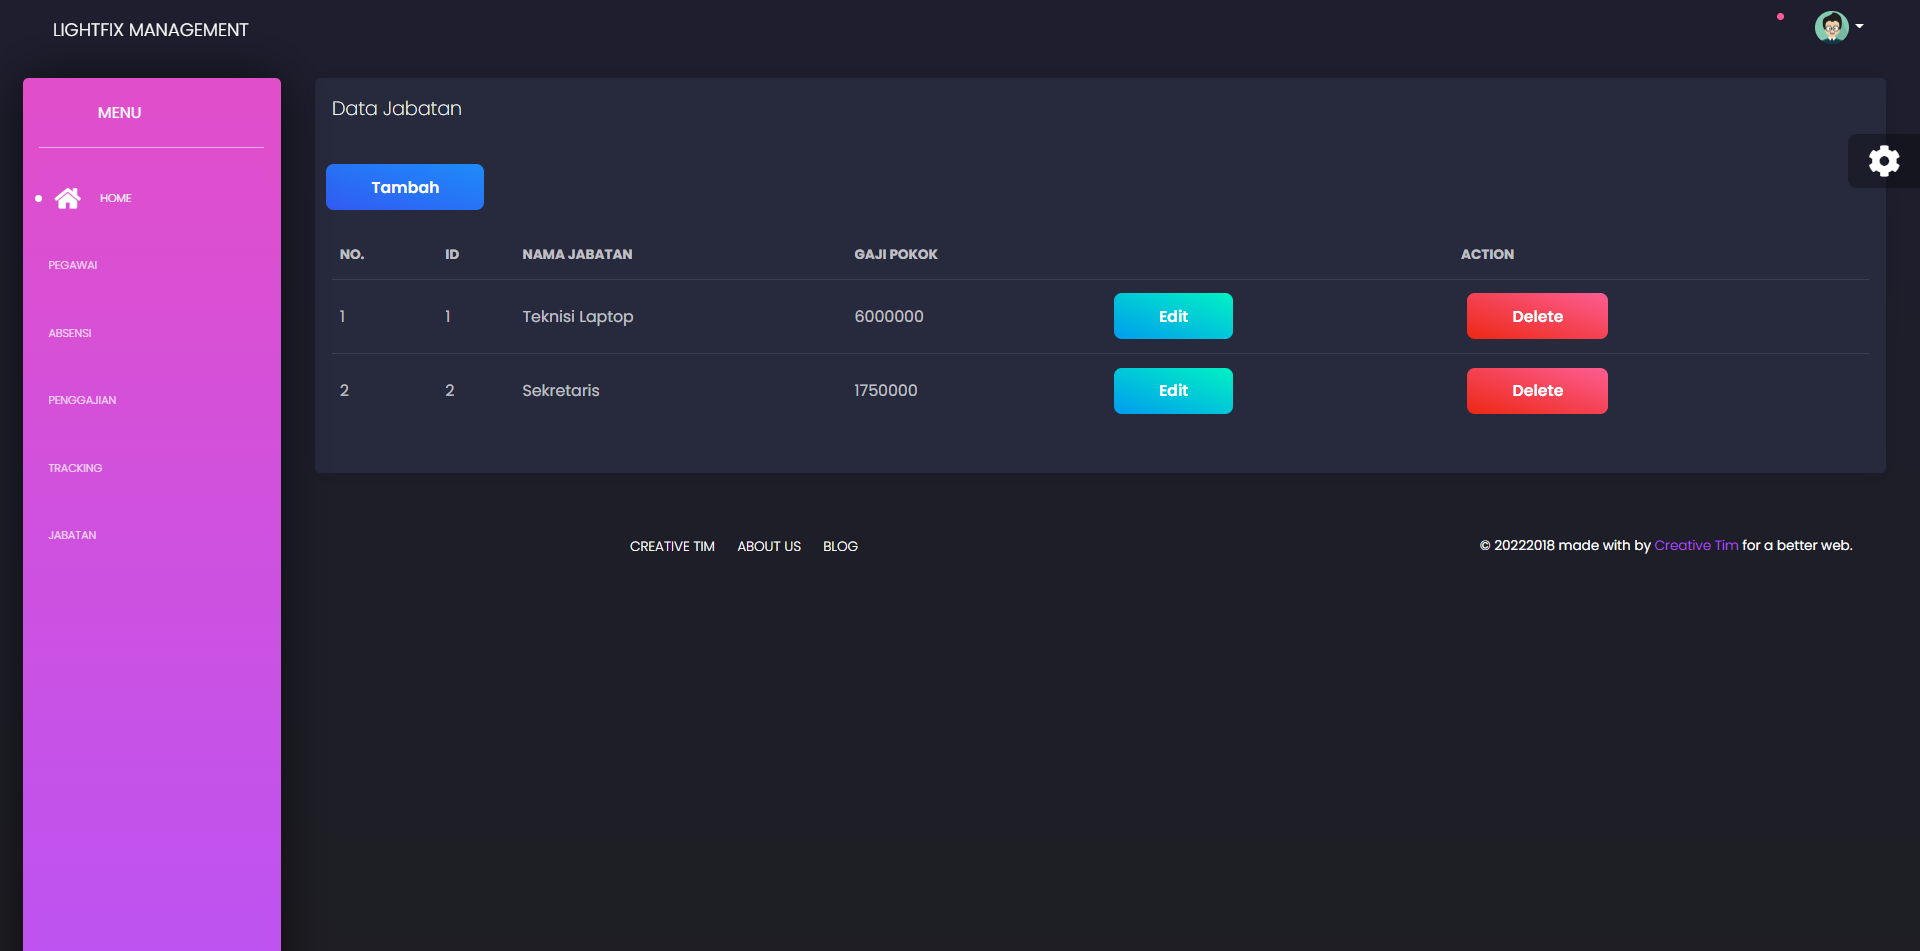 LIGHTFIX MANAGEMENT
MENU
HOME
PEGAWAI
ABSENSI
PENGGAJIAN
TRACKING
JABATAN
Data Jabatan
Tambah
NO. ID NAMA JABATAN GAJI POKOK ACTION
1 1 Teknisi Laptop 6000000 Edit Delete
2 2 Sekretaris 1750000 Edit Delete
CREATIVE TIM ABOUT US BLOG
© 20222018 made with by Creative Tim for a better web.